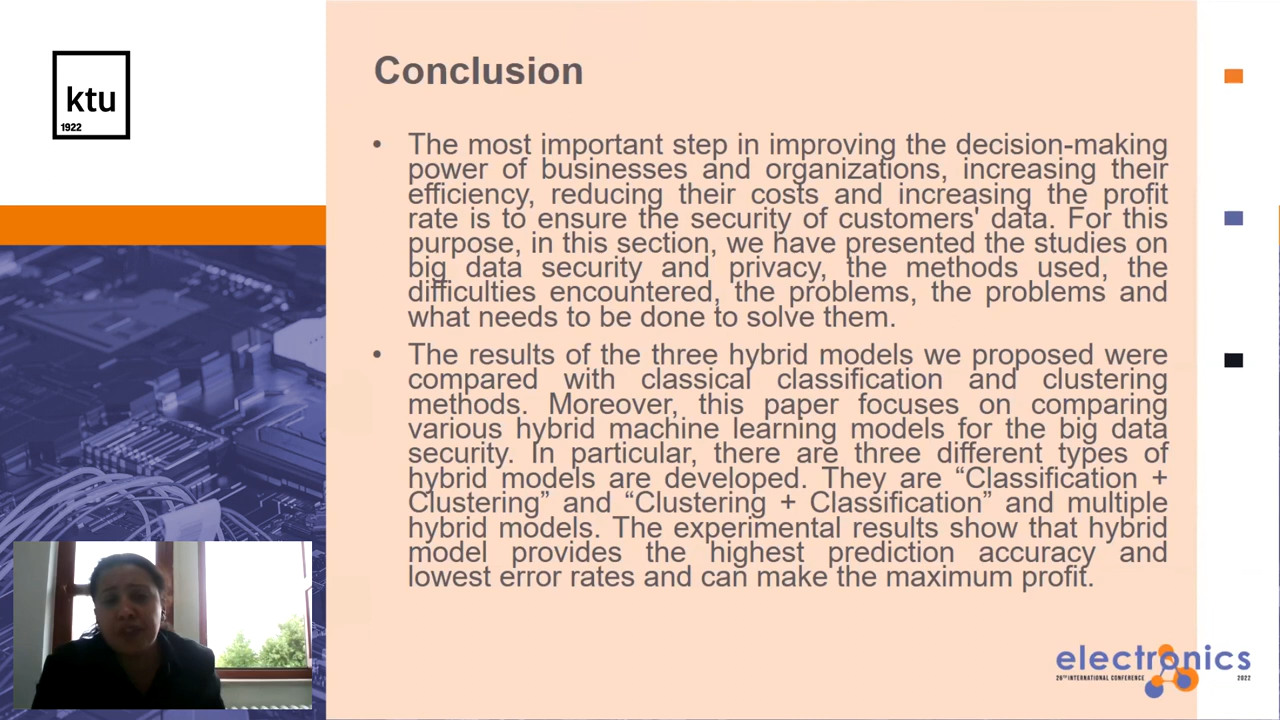 ktu
1922
Conclusion
• The most important step in improving the decision-making
power of businesses and organizations, increasing their
efficiency, reducing their costs and increasing the profit
rate is to ensure the security of customers' data. For this
purpose, in this section, we have presented the studies on
big data security and privacy, the methods used, the
difficulties encountered, the problems, the problems and
what needs to be done to solve them.
• The results of the three hybrid models we proposed were
compared with classical classification and clustering
methods. Moreover, this paper focuses on comparing
various hybrid machine learning models for the big data
security. In particular, there are three different types of
hybrid models are developed. They are “Classification +
Clustering” and “Clustering + Classification” and multiple
hybrid models. The experimental results show that hybrid
model provides the highest prediction accuracy and
lowest error rates and can make the maximum profit.
electronics
26TH INTERNATIONAL CONFERENCE 2022